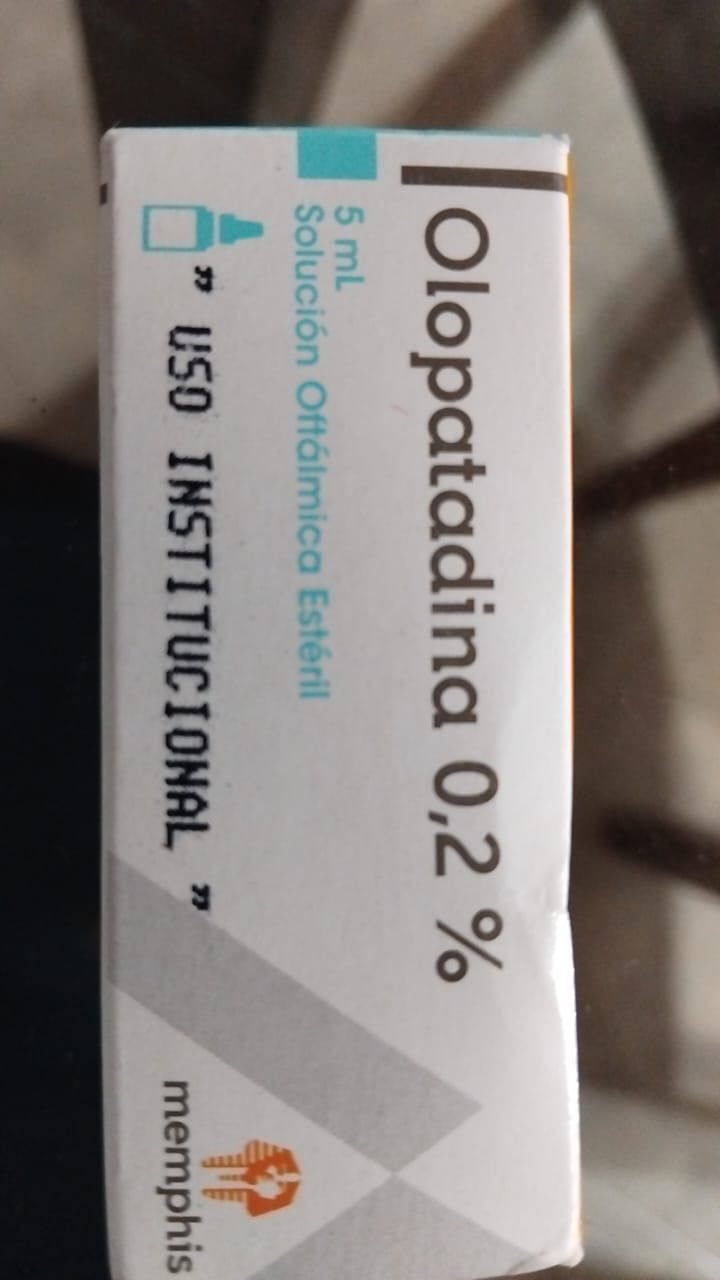 Olopatadina 0,2 %
5 mL
Solución Oftálmica Estéril
" USO INSTITUCIONAL "
memphis